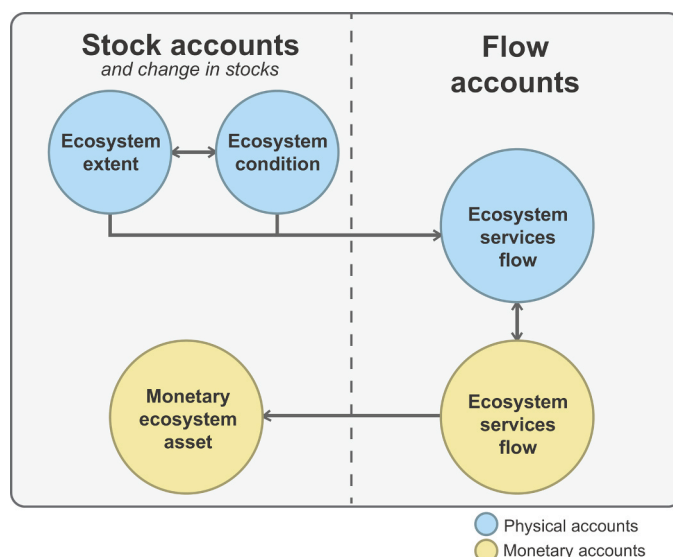 Stock accounts
and change in stocks
Flow
accounts
Ecosystem
extent
Ecosystem
condition
Ecosystem
services
flow
Monetary
ecosystem
asset
Ecosystem
services
flow
Physical accounts
Monetary accounts